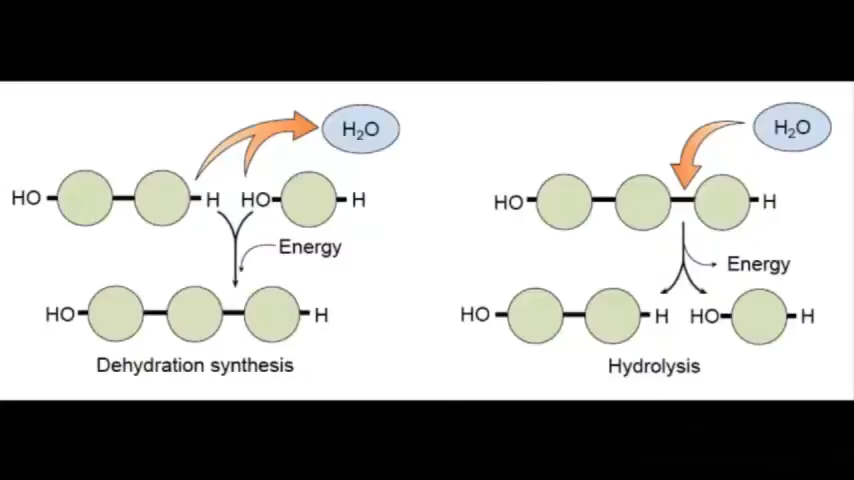 H₂O
HO H HO H
Energy
HO H
Dehydration synthesis
H₂O
HO H
Energy
HO H HO H
Hydrolysis